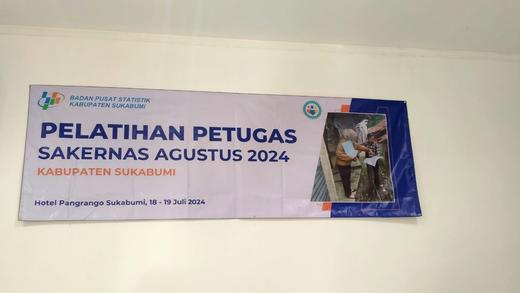 BADAN PUSAT STATISTIK
KABUPATEN SUKABUMI
PELATIHAN PETUGAS
SAKERNAS AGUSTUS 2024
KABUPATEN SUKABUMI
Hotel Pangrango Sukabumi, 18 - 19 Juli 2024